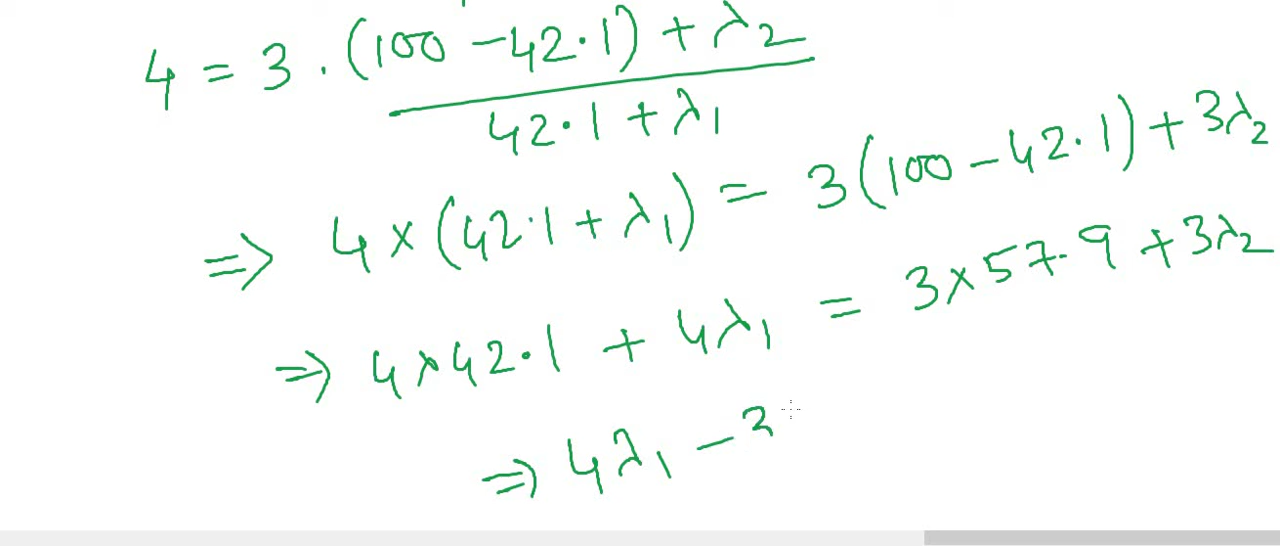 4 = 3 . (100 - 42.1) + λ2 / 42.1 + λ1
⇒ 4 × (42.1 + λ1) = 3(100 - 42.1) + 3λ2
⇒ 4×42.1 + 4λ1 = 3×57.9 + 3λ2
⇒ 4λ1 - 3